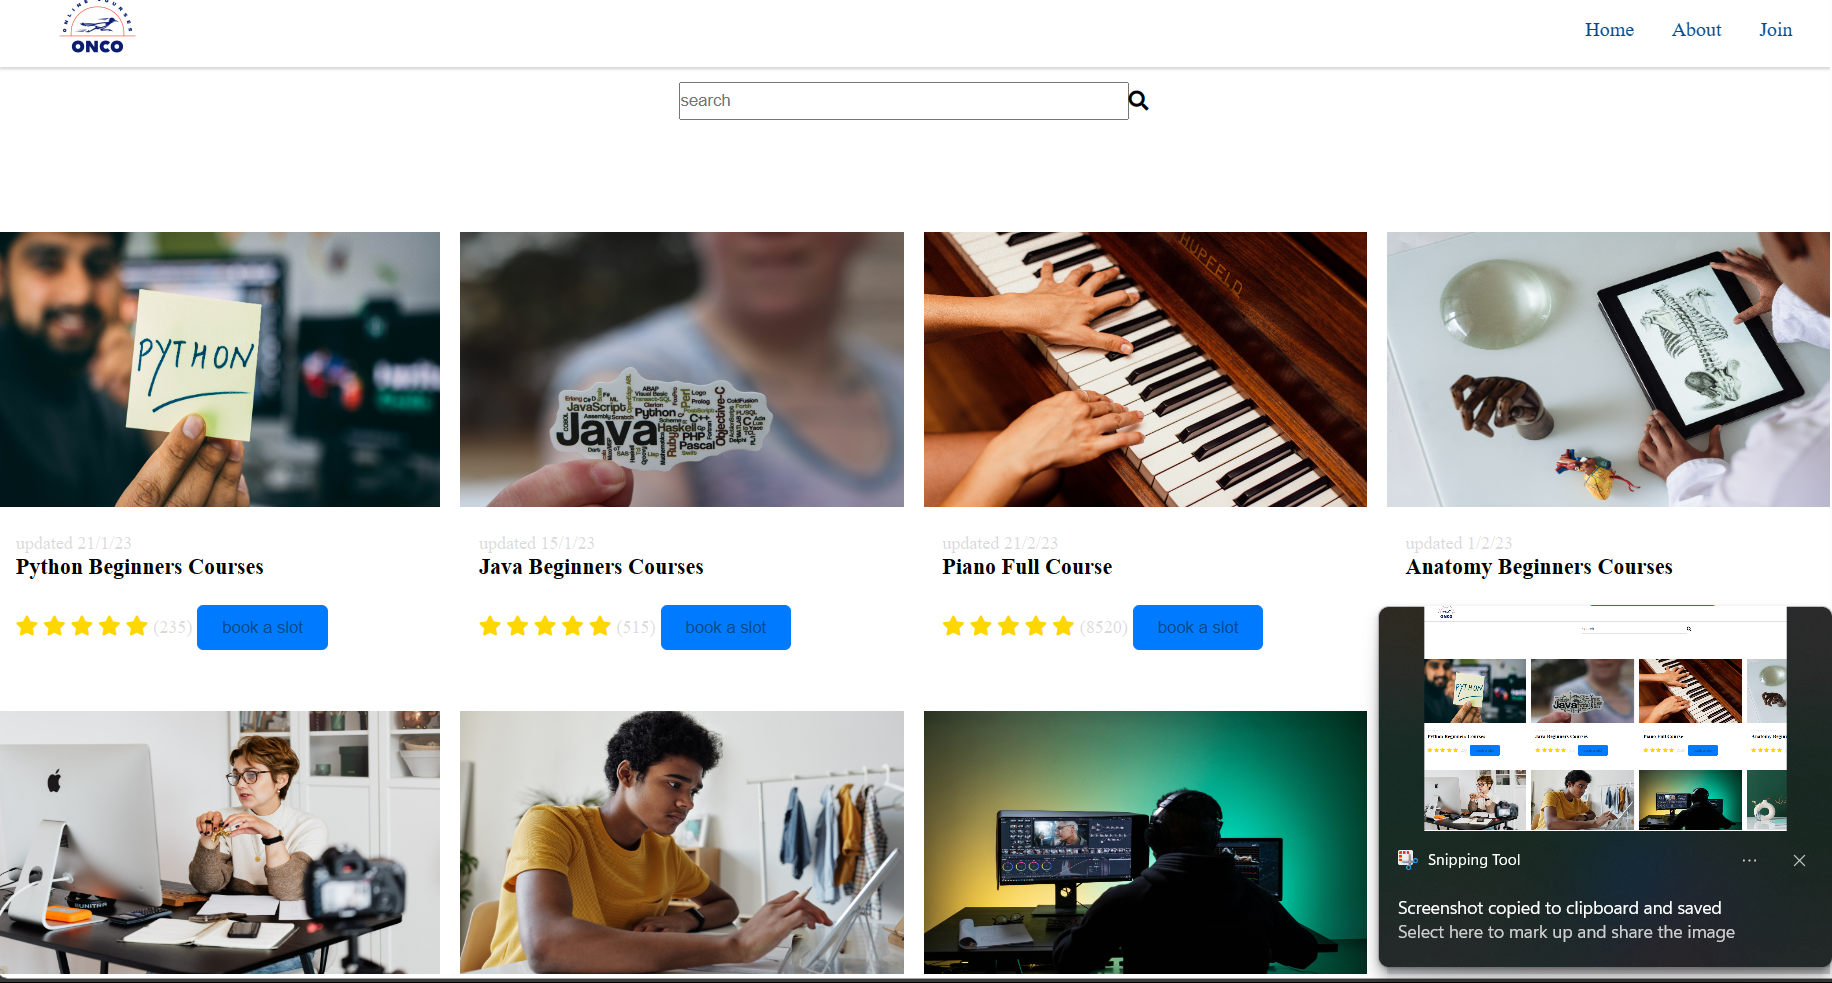 ONLINE COURSES
ONCO
Home
About
Join
search
PYTHON
Java
JavaScript
Python
C++
Haskell
PHP
Pascal
Objective-C
Ruby
Perl
HUPFELD
updated 21/1/23
Python Beginners Courses
(235)
book a slot
updated 15/1/23
Java Beginners Courses
(515)
book a slot
updated 21/2/23
Piano Full Course
(8520)
book a slot
updated 1/2/23
Anatomy Beginners Courses
Snipping Tool
Screenshot copied to clipboard and saved
Select here to mark up and share the image